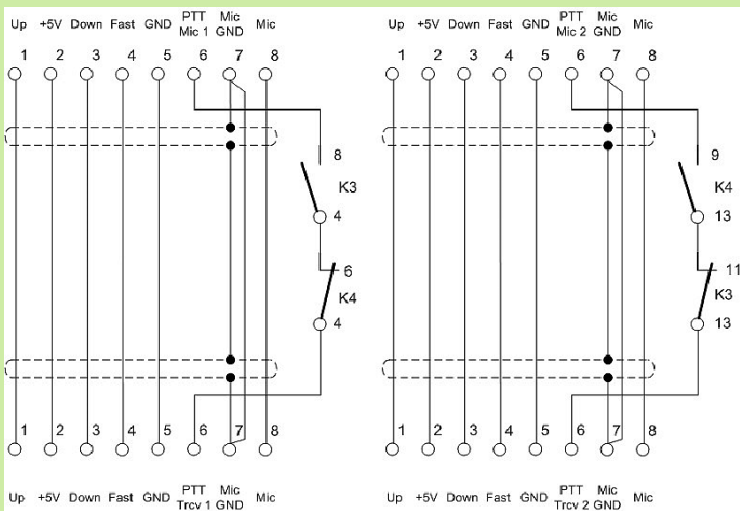 Up +5V Down Fast GND PTT Mic 1 Mic GND Mic
1 2 3 4 5 6 7 8
8
K3
4
6
K4
4
1 2 3 4 5 6 7 8
Up +5V Down Fast GND PTT Trcv 1 Mic GND Mic
Up +5V Down Fast GND PTT Mic 2 Mic GND Mic
1 2 3 4 5 6 7 8
9
K4
13
11
K3
13
1 2 3 4 5 6 7 8
Up +5V Down Fast GND PTT Trcv 2 Mic GND Mic